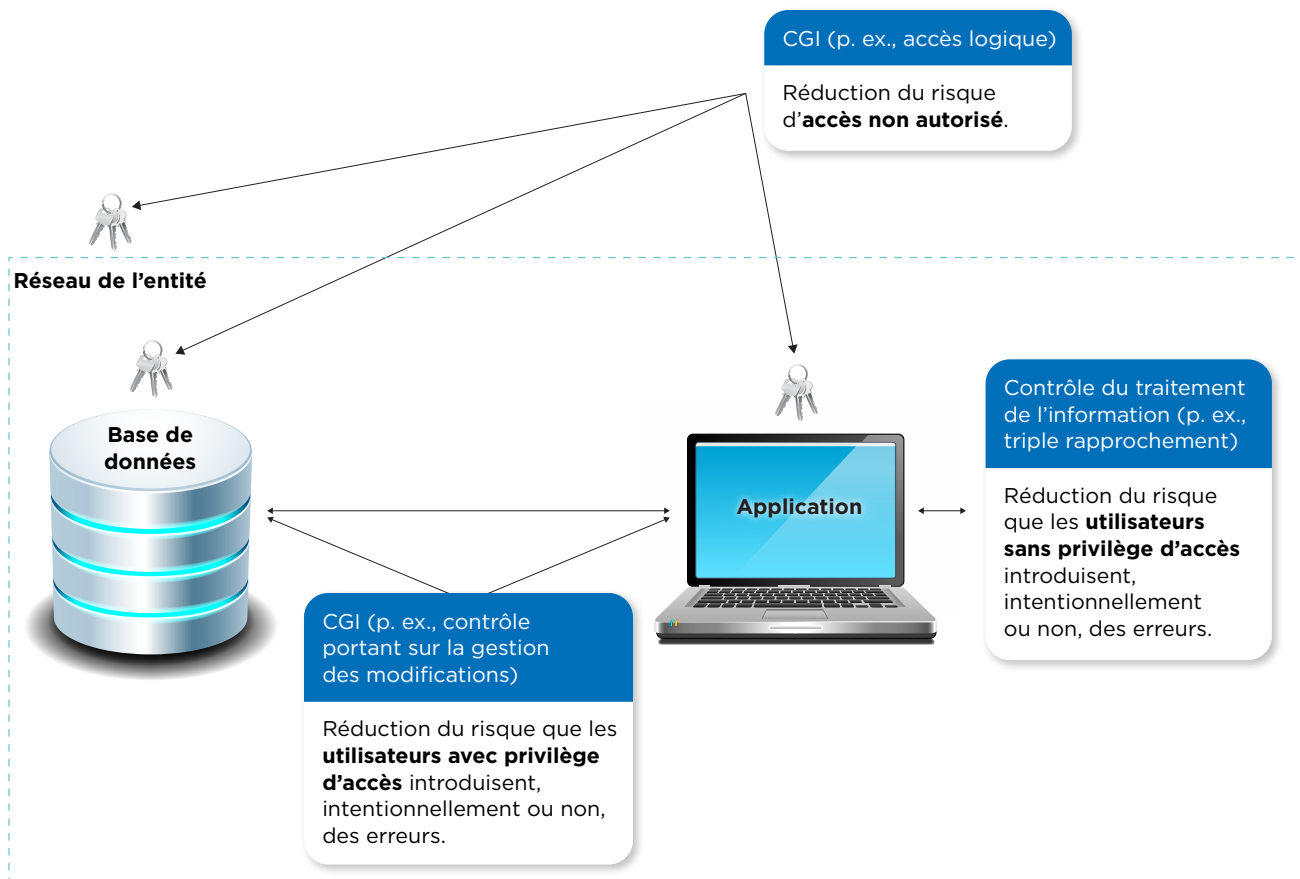 CGI (p. ex., accès logique)
Réduction du risque
d’accès non autorisé.
Réseau de l’entité
Base de
données
Application
Contrôle du traitement
de l’information (p. ex.,
triple rapprochement)
Réduction du risque
que les utilisateurs
sans privilège d’accès
introduisent,
intentionnellement
ou non, des erreurs.
CGI (p. ex., contrôle
portant sur la gestion
des modifications)
Réduction du risque que les
utilisateurs avec privilège
d’accès introduisent,
intentionnellement ou non,
des erreurs.